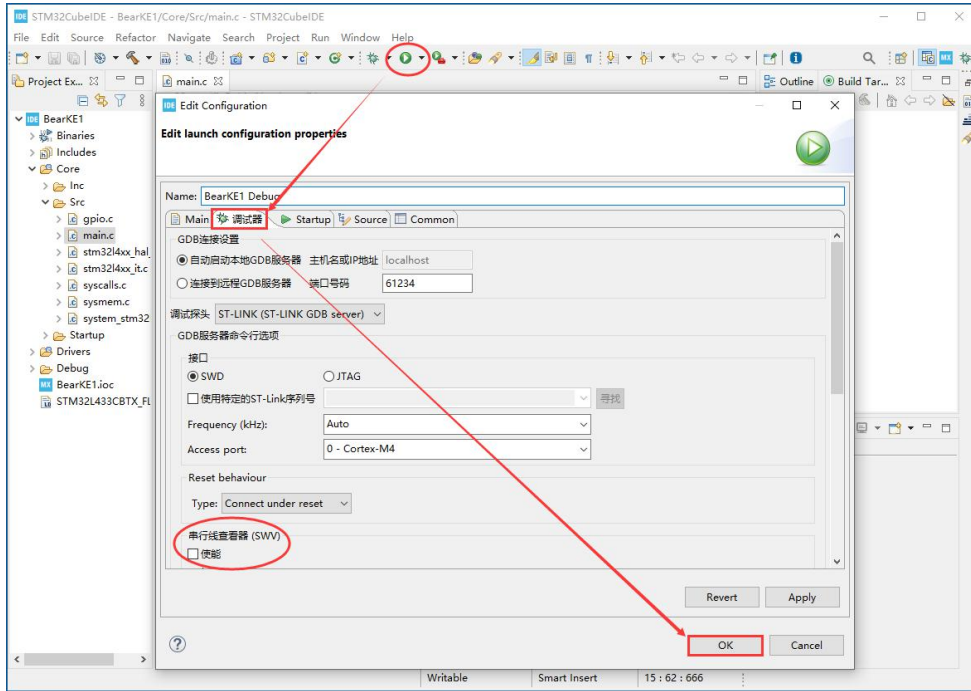 IDE STM32CubeIDE - BearKE1/Core/Src/main.c - STM32CubeIDE
File Edit Source Refactor Navigate Search Project Run Window Help
Project Ex...
main.c
Outline
Build Tar...
IDE Edit Configuration
Edit launch configuration properties
Name: BearKE1 Debug
Main 调试器 Startup Source Common
GDB连接设置
自动启动本地GDB服务器 主机名或IP地址 localhost
连接到远程GDB服务器 端口号码 61234
调试探头 ST-LINK (ST-LINK GDB server)
GDB服务器命令行选项
接口
SWD JTAG
使用特定的ST-Link序列号 寻找
Frequency (kHz): Auto
Access port: 0 - Cortex-M4
Reset behaviour
Type: Connect under reset
串行线查看器 (SWV)
使能
Revert Apply
OK Cancel
IDE BearKE1
Binaries
Includes
Core
Inc
Src
gpio.c
main.c
stm32l4xx_hal_
stm32l4xx_it.c
syscalls.c
sysmem.c
system_stm32
Startup
Drivers
Debug
MX BearKE1.ioc
STM32L433CBTX_FL
Writable Smart Insert 15 : 62 : 666